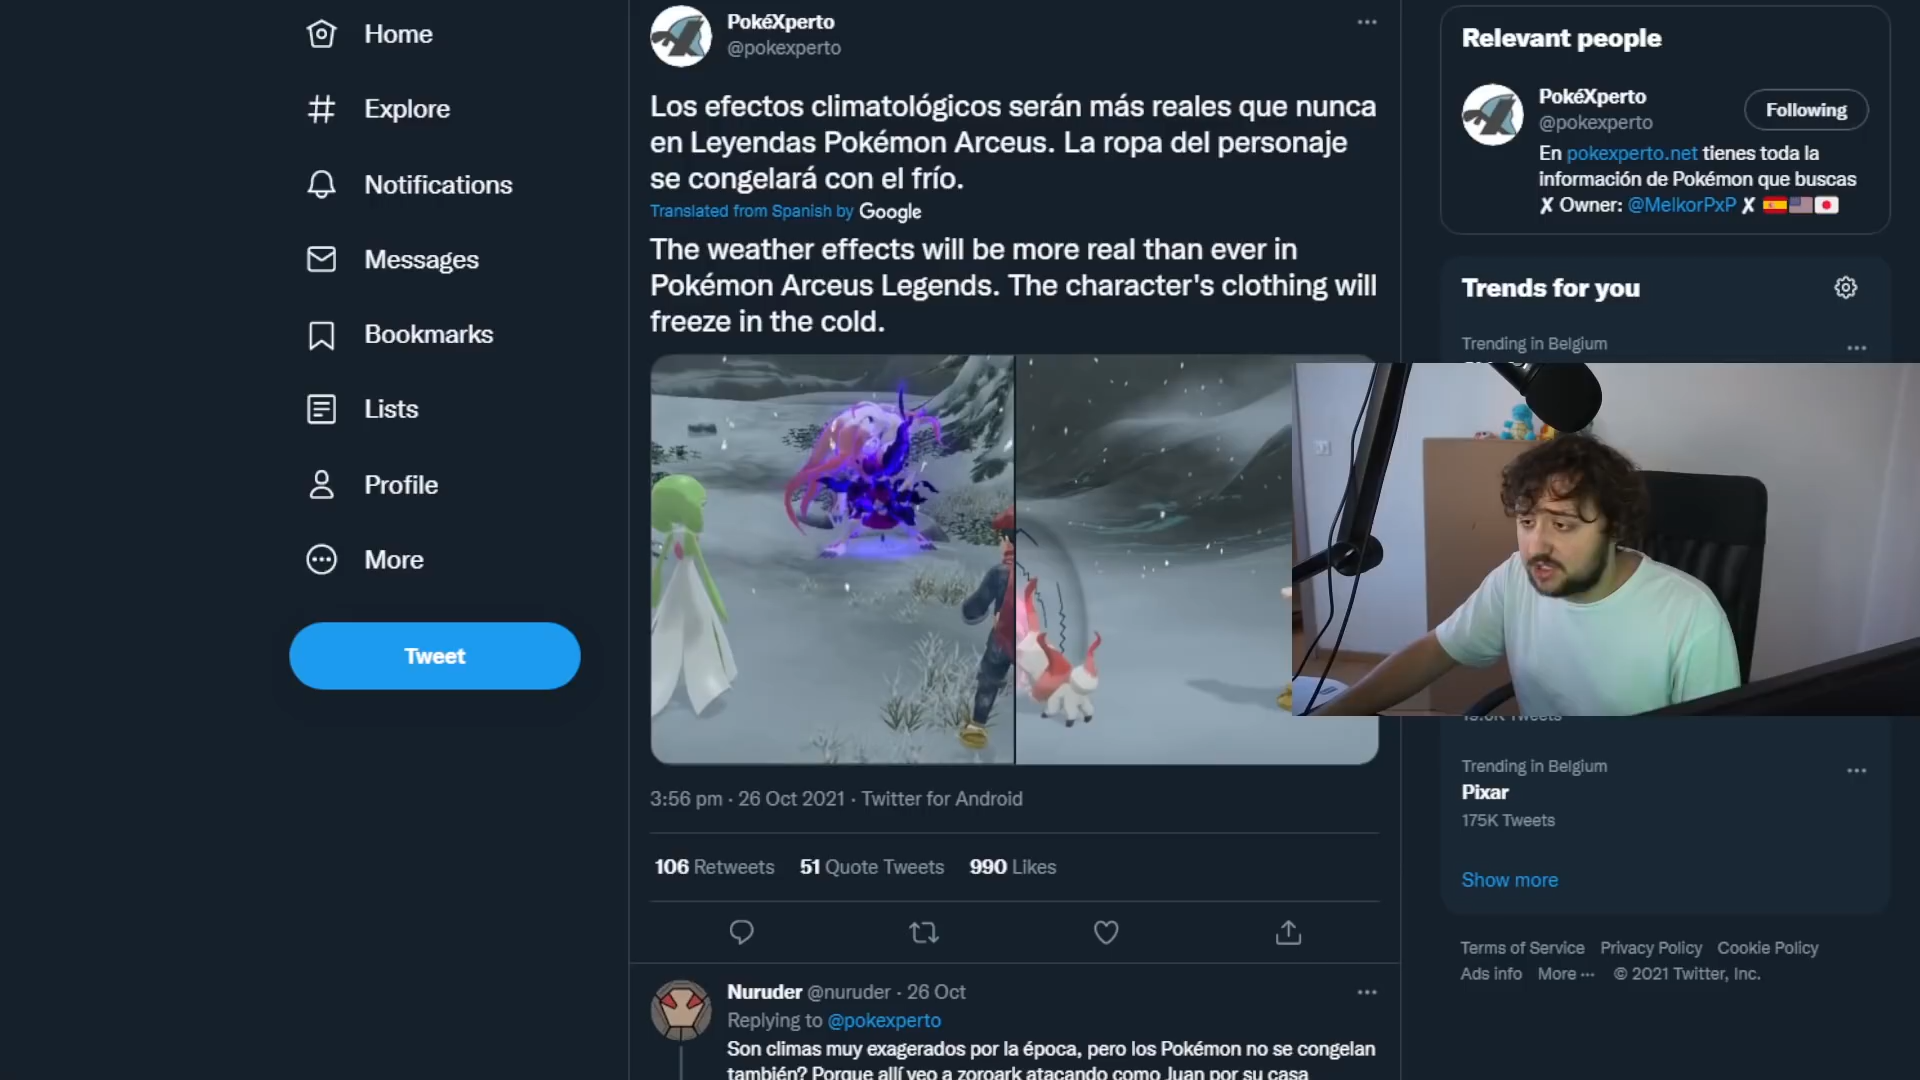 Home
Explore
Notifications
Messages
Bookmarks
Lists
Profile
More
Tweet
PokéXperto
@pokexperto
Los efectos climatológicos serán más reales que nunca
en Leyendas Pokémon Arceus. La ropa del personaje
se congelará con el frío.
Translated from Spanish by Google
The weather effects will be more real than ever in
Pokémon Arceus Legends. The character's clothing will
freeze in the cold.
3:56 pm · 26 Oct 2021 · Twitter for Android
106 Retweets 51 Quote Tweets 990 Likes
Nuruder @nuruder · 26 Oct
Replying to @pokexperto
Son climas muy exagerados por la época, pero los Pokémon no se congelan
también? Porque allí veo a zoroark atacando como Juan por su casa
Relevant people
PokéXperto
@pokexperto
Following
En pokexperto.net tienes toda la
información de Pokémon que buscas
✗ Owner: @MelkorPxP ✗
Trends for you
Trending in Belgium
Tweets
Trending in Belgium
Pixar
175K Tweets
Show more
Terms of Service Privacy Policy Cookie Policy
Ads info More ··· © 2021 Twitter, Inc.